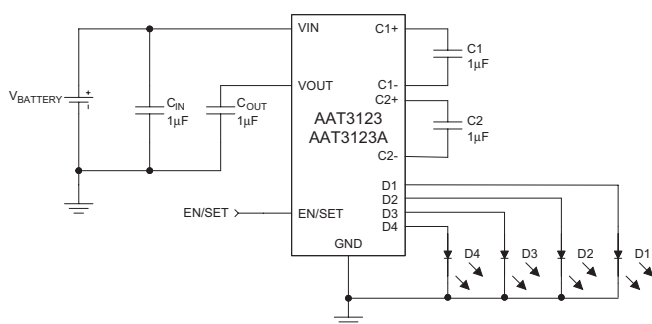 VIN
C1+
C1
1μF
C1-
VOUT
C2+
C2
1μF
C2-
AAT3123
AAT3123A
VBATTERY
+
-
CIN
1μF
COUT
1μF
EN/SET
EN/SET
D1
D2
D3
D4
GND
D4
D3
D2
D1